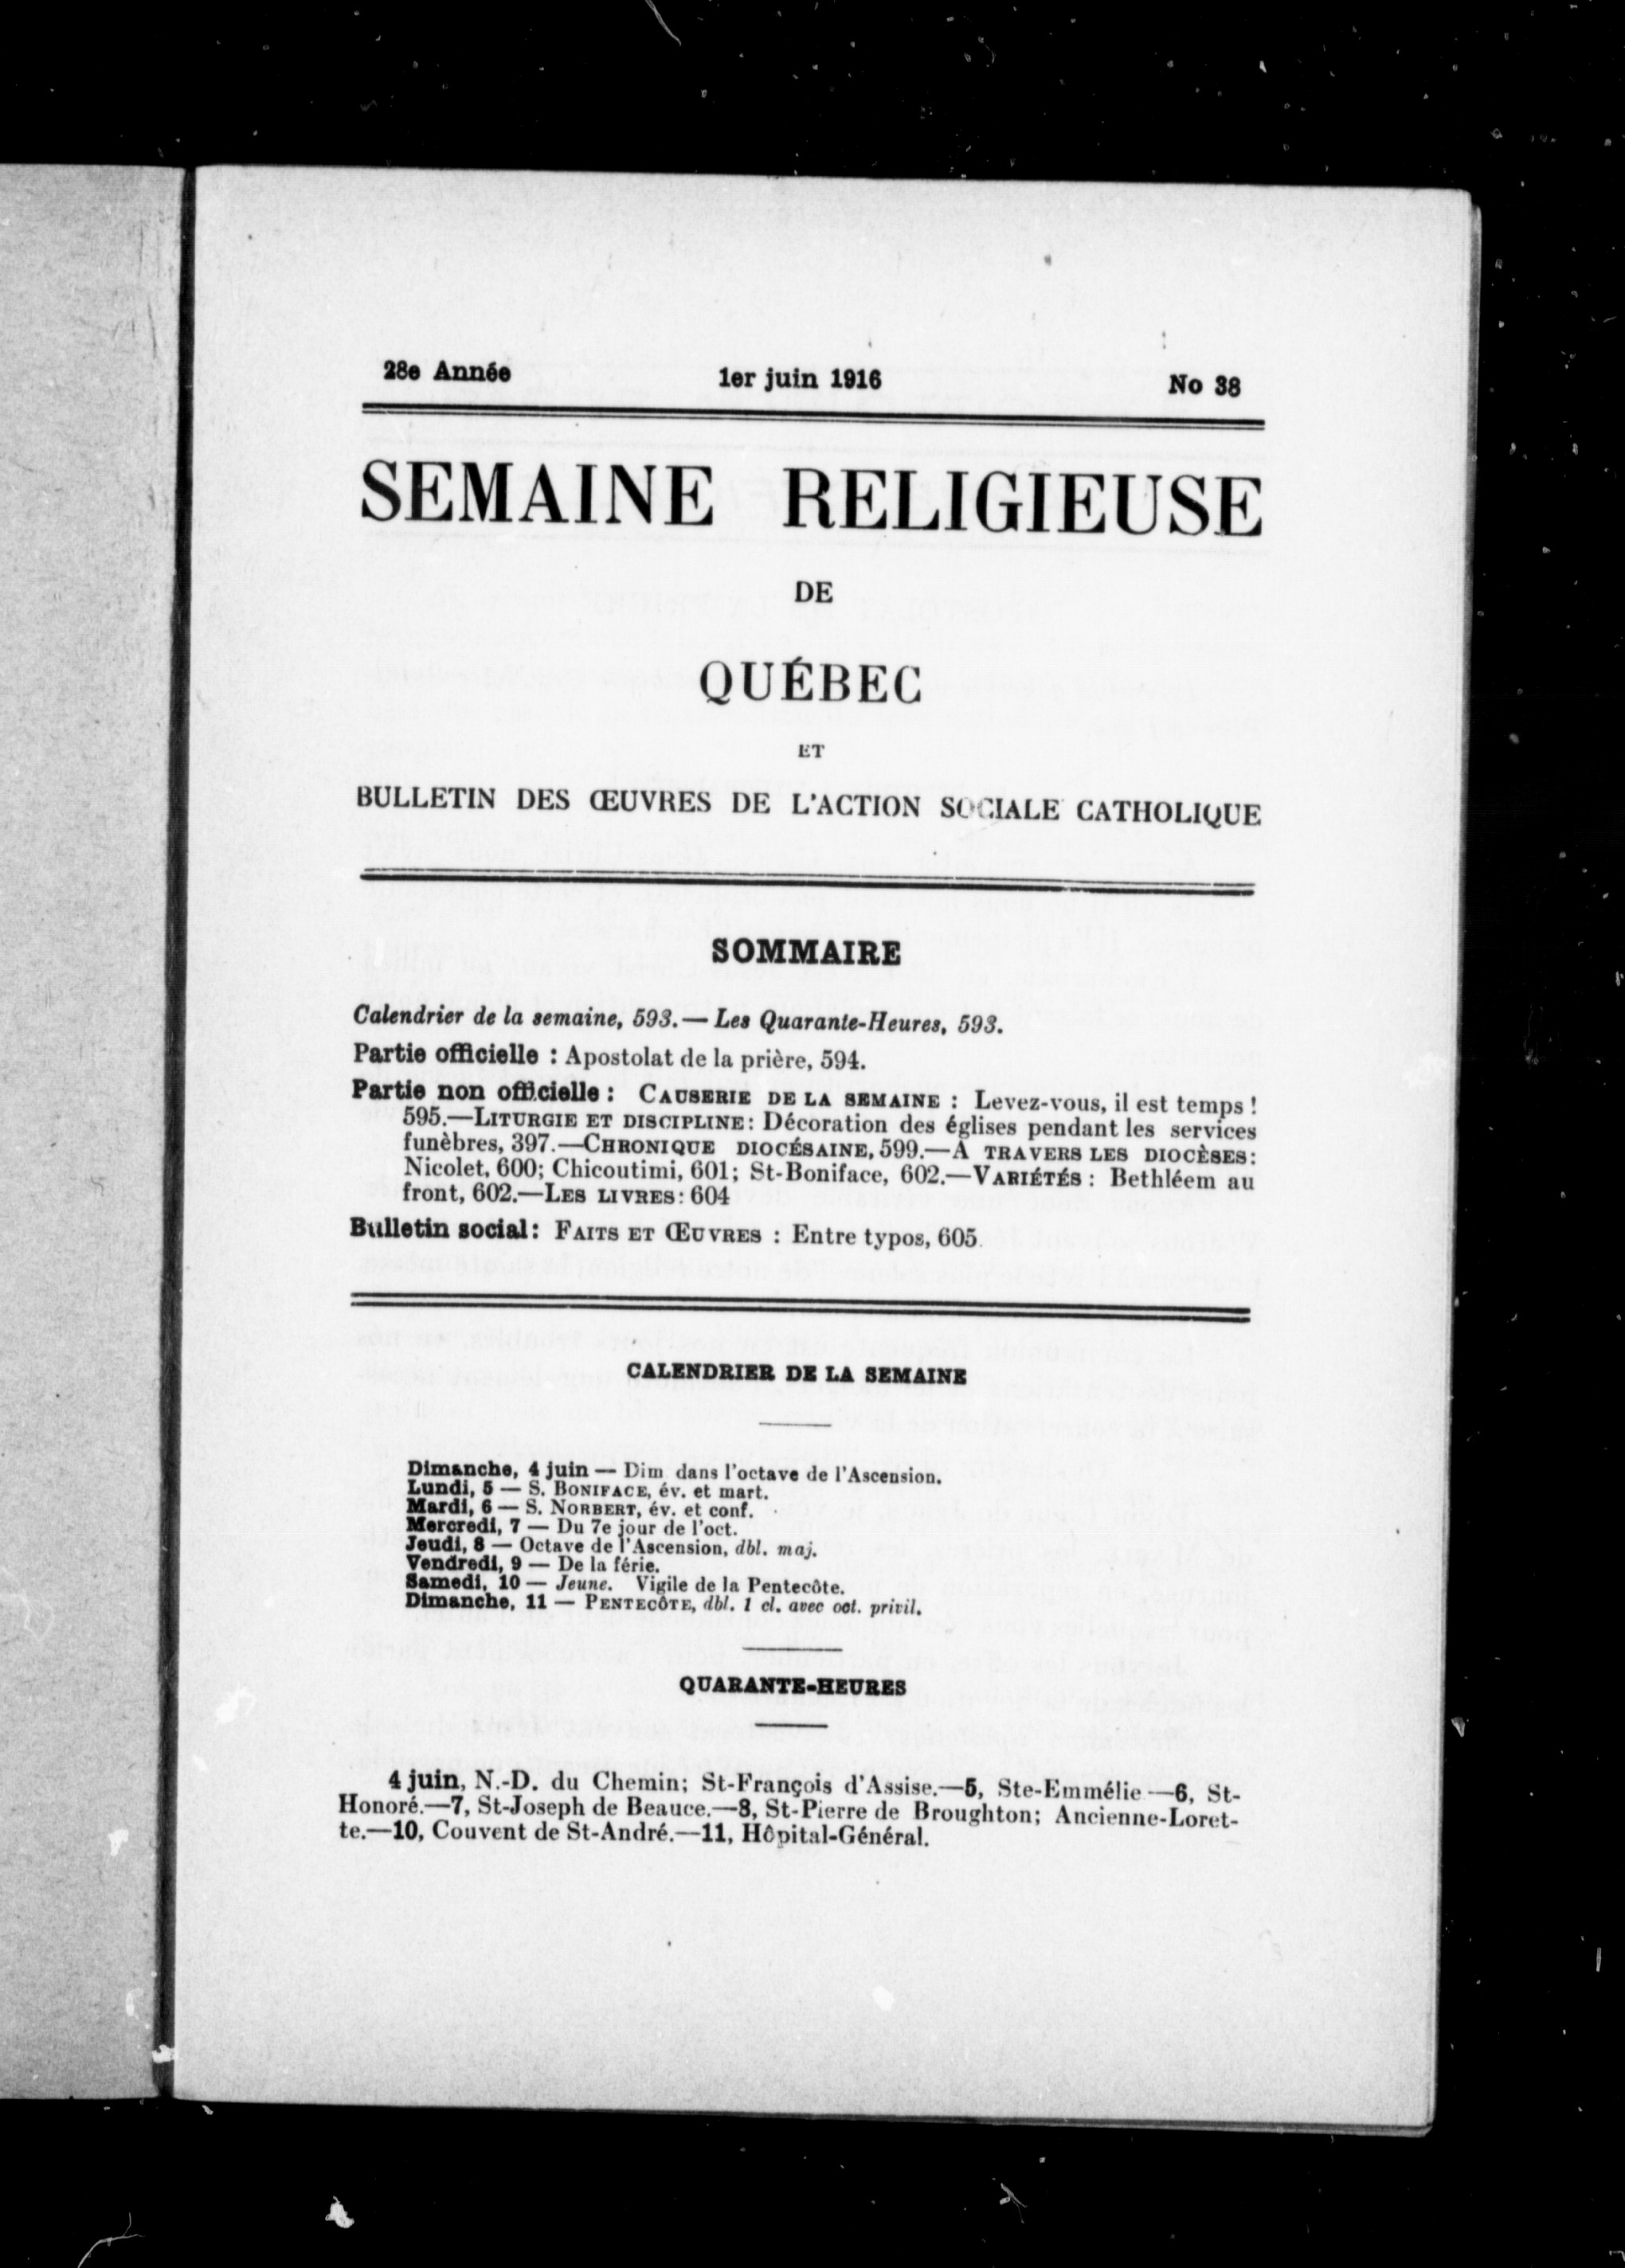 28e Année 1er juin 1916 No 38
SEMAINE RELIGIEUSE
DE
QUÉBEC
ET
BULLETIN DES ŒUVRES DE L'ACTION SOCIALE CATHOLIQUE
SOMMAIRE
Calendrier de la semaine, 593.— Les Quarante-Heures, 593.
Partie officielle : Apostolat de la prière, 594.
Partie non officielle : CAUSERIE DE LA SEMAINE : Levez-vous, il est temps !
595.—LITURGIE ET DISCIPLINE: Décoration des églises pendant les services
funèbres, 397.—CHRONIQUE DIOCÉSAINE, 599.—A TRAVERS LES DIOCÈSES:
Nicolet, 600; Chicoutimi, 601; St-Boniface, 602.—VARIÉTÉS : Bethléem au
front, 602.—LES LIVRES: 604
Bulletin social: FAITS ET ŒUVRES : Entre typos, 605.
CALENDRIER DE LA SEMAINE
Dimanche, 4 juin — Dim dans l'octave de l'Ascension.
Lundi, 5 — S. BONIFACE, év. et mart.
Mardi, 6 — S. NORBERT, év. et conf.
Mercredi, 7 — Du 7e jour de l'oct.
Jeudi, 8 — Octave de l'Ascension, dbl. maj.
Vendredi, 9 — De la férie.
Samedi, 10 — Jeune. Vigile de la Pentecôte.
Dimanche, 11 — PENTECÔTE, dbl. 1 cl. avec oct. privil.
QUARANTE-HEURES
4 juin, N.-D. du Chemin; St-François d'Assise.—5, Ste-Emmélie—6, St-
Honoré.—7, St-Joseph de Beauce.—8, St-Pierre de Broughton; Ancienne-Loret-
te.—10, Couvent de St-André.—11, Hôpital-Général.